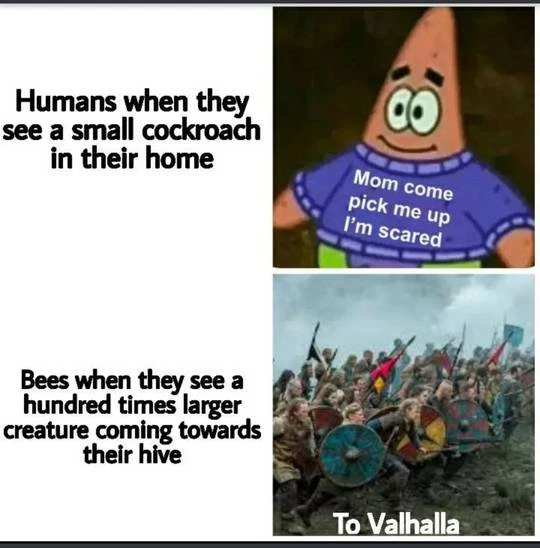 Humans when they
see a small cockroach
in their home
Mom come
pick me up
I'm scared
Bees when they see a
hundred times larger
creature coming towards
their hive
To Valhalla